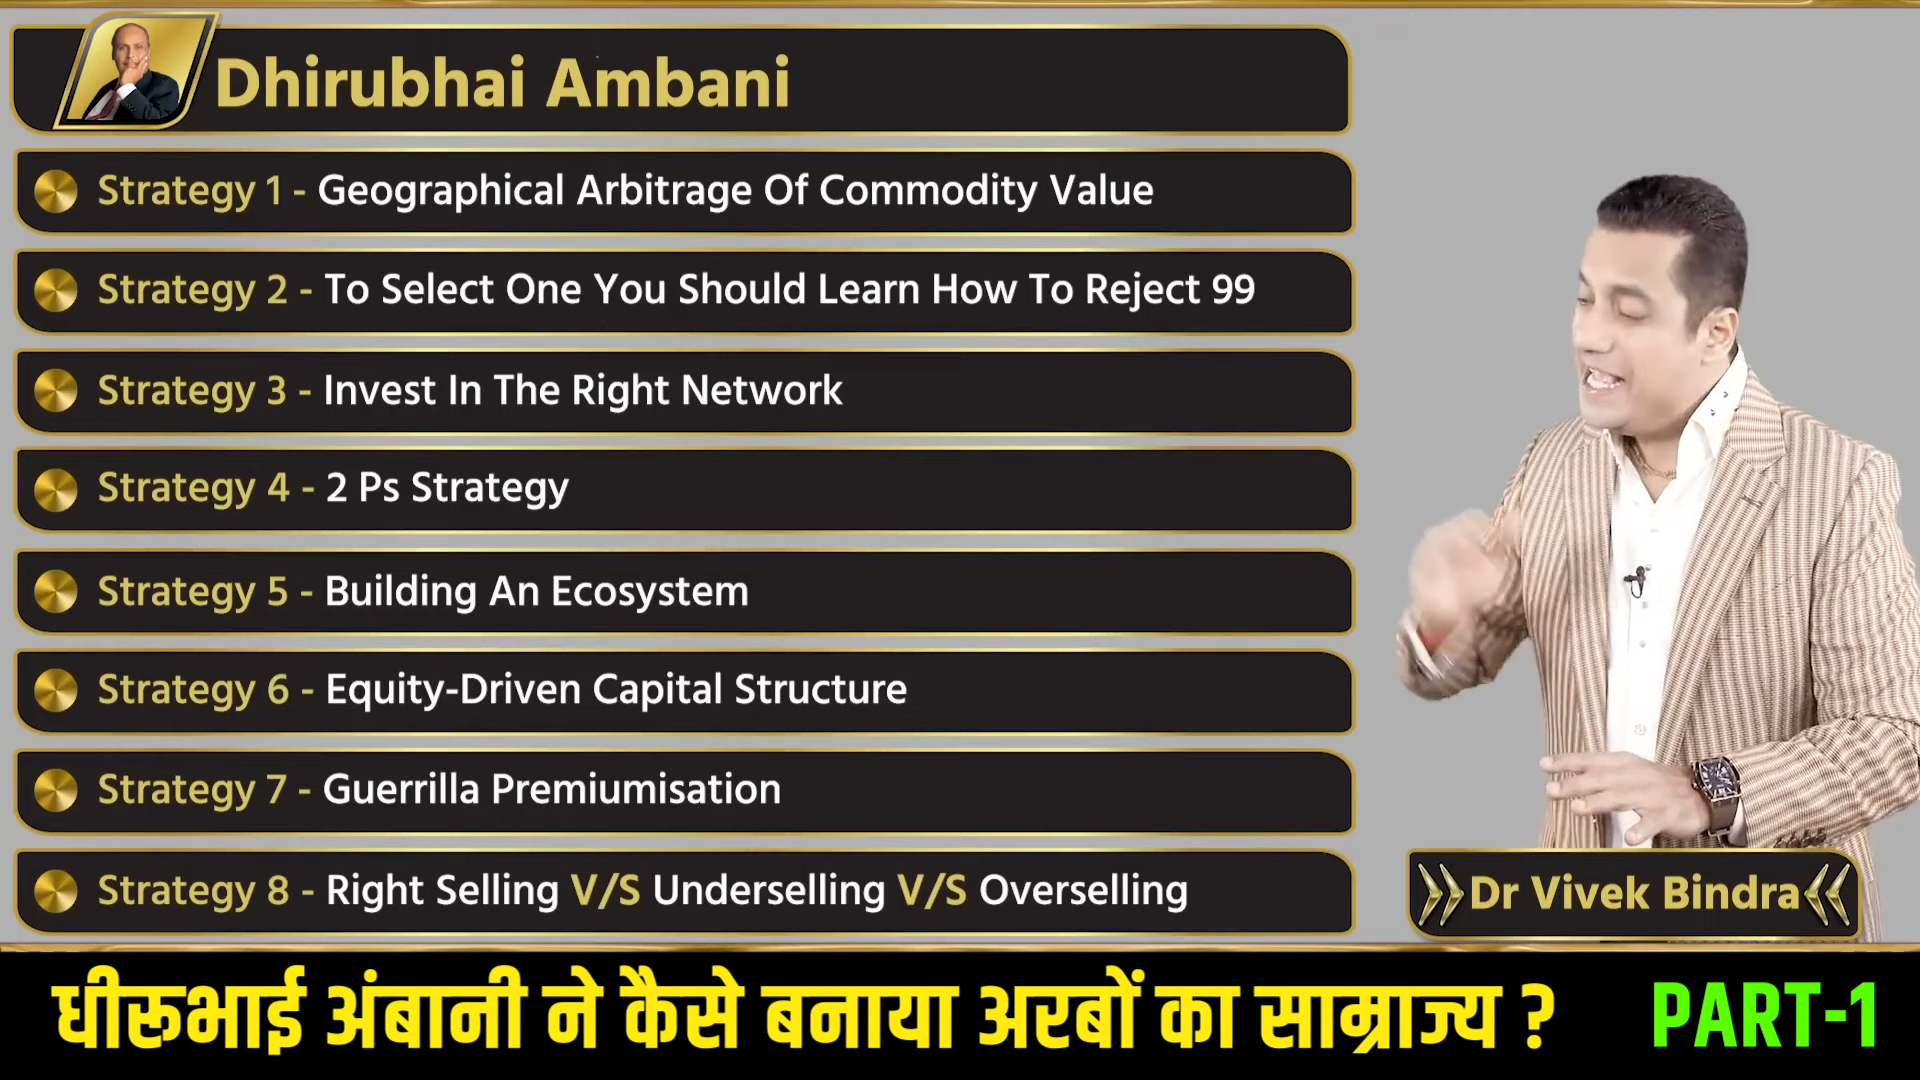 Dhirubhai Ambani
Strategy 1 - Geographical Arbitrage Of Commodity Value
Strategy 2 - To Select One You Should Learn How To Reject 99
Strategy 3 - Invest In The Right Network
Strategy 4 - 2 Ps Strategy
Strategy 5 - Building An Ecosystem
Strategy 6 - Equity-Driven Capital Structure
Strategy 7 - Guerrilla Premiumisation
Strategy 8 - Right Selling V/S Underselling V/S Overselling
Dr Vivek Bindra
धीरूभाई अंबानी ने कैसे बनाया अरबों का साम्राज्य ? PART-1